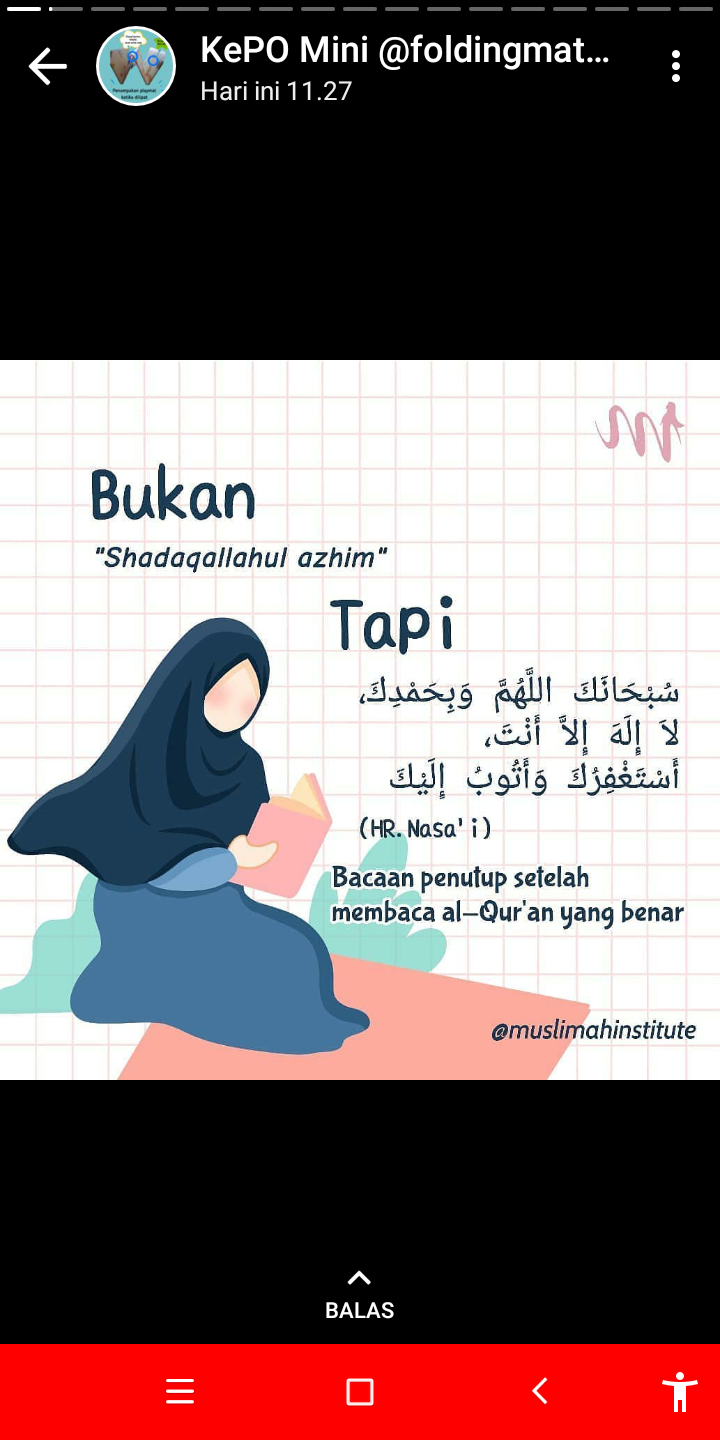 KePO Mini @foldingmat...
Hari ini 11.27
Bukan
"Shadaqallahul azhim"
Tapi
سُبْحَانَكَ اللَّهُمَّ وَبِحَمْدِكَ،
لاَ إِلَهَ إِلاَّ أَنْتَ،
أَسْتَغْفِرُكَ وَأَتُوبُ إِلَيْكَ
(HR. Nasa'i)
Bacaan penutup setelah
membaca al-Qur'an yang benar
@muslimahinstitute
BALAS